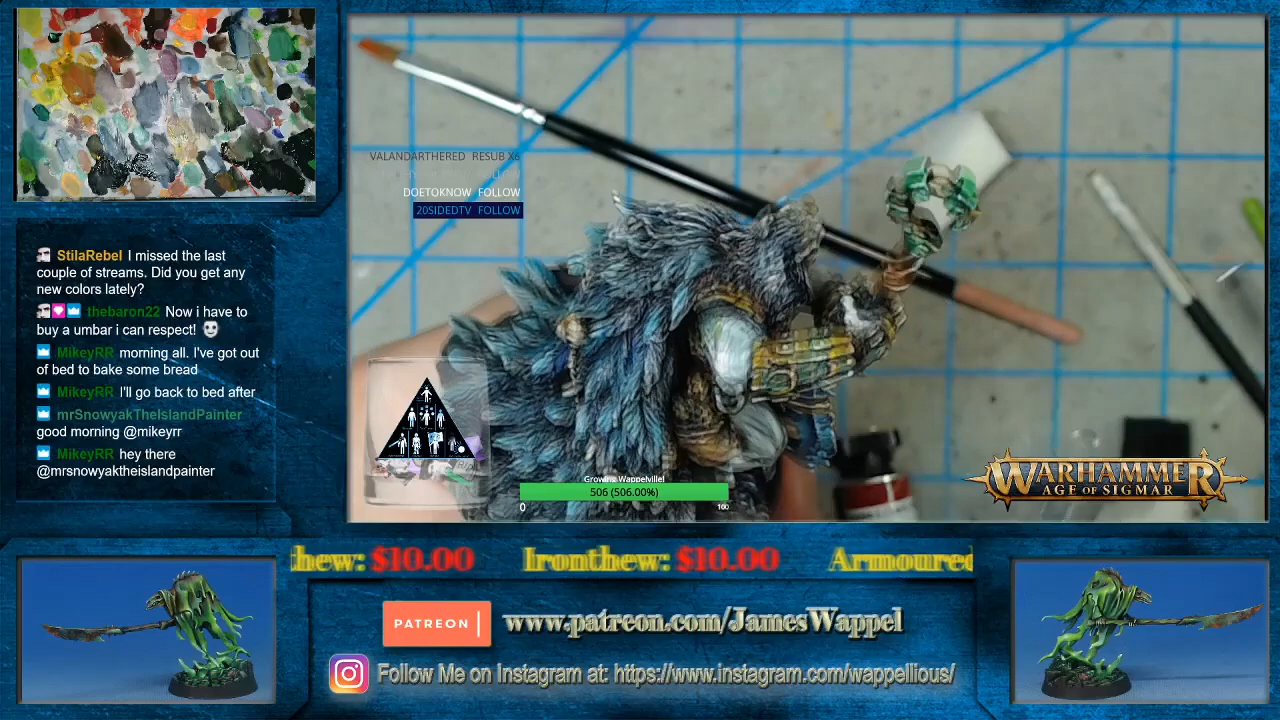 VALANDARTHERED RESUB X6
DOETOKNOW FOLLOW
20SIDEDTV FOLLOW
StilaRebel I missed the last
couple of streams. Did you get any
new colors lately?
thebaron22 Now i have to
buy a umbar i can respect!
MikeyRR morning all. I've got out
of bed to bake some bread
MikeyRR I'll go back to bed after
mrSnowyakTheIslandPainter
good morning @mikeyrr
MikeyRR hey there
@mrsnowyaktheislandpainter
Growing Wappelville!
506 (506.00%)
0
100
WARHAMMER
AGE OF SIGMAR
hew: $10.00 Ironthew: $10.00 Armoured
PATREON
www.patreon.com/JamesWappel
Follow Me on Instagram at: https://www.instagram.com/wappellious/